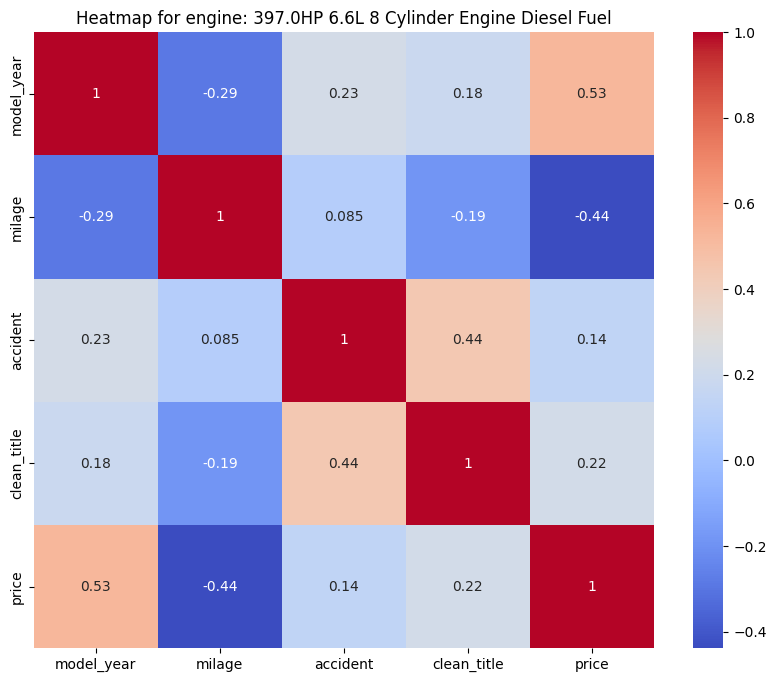 Heatmap for engine: 397.0HP 6.6L 8 Cylinder Engine Diesel Fuel
model_year 1 -0.29 0.23 0.18 0.53
milage -0.29 1 0.085 -0.19 -0.44
accident 0.23 0.085 1 0.44 0.14
clean_title 0.18 -0.19 0.44 1 0.22
price 0.53 -0.44 0.14 0.22 1
model_year milage accident clean_title price
1.0
0.8
0.6
0.4
0.2
0.0
−0.2
−0.4